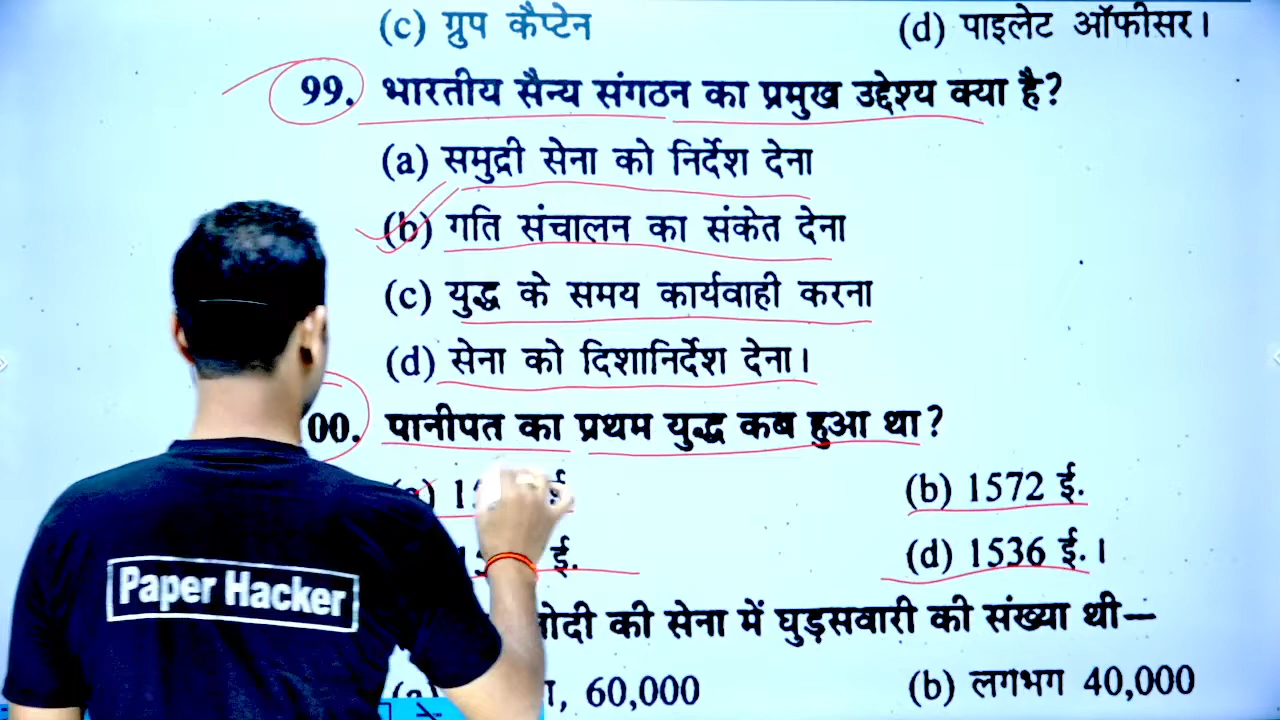 (c) ग्रुप कैप्टेन (d) पाइलेट ऑफीसर।
99. भारतीय सैन्य संगठन का प्रमुख उद्देश्य क्या है?
(a) समुद्री सेना को निर्देश देना
(b) गति संचालन का संकेत देना
(c) युद्ध के समय कार्यवाही करना
(d) सेना को दिशानिर्देश देना।
00. पानीपत का प्रथम युद्ध कब हुआ था?
ई. (b) 1572 ई.
ई. (d) 1536 ई.।
की सेना में घुड़सवारी की संख्या थी—
60,000 (b) लगभग 40,000
Paper Hacker